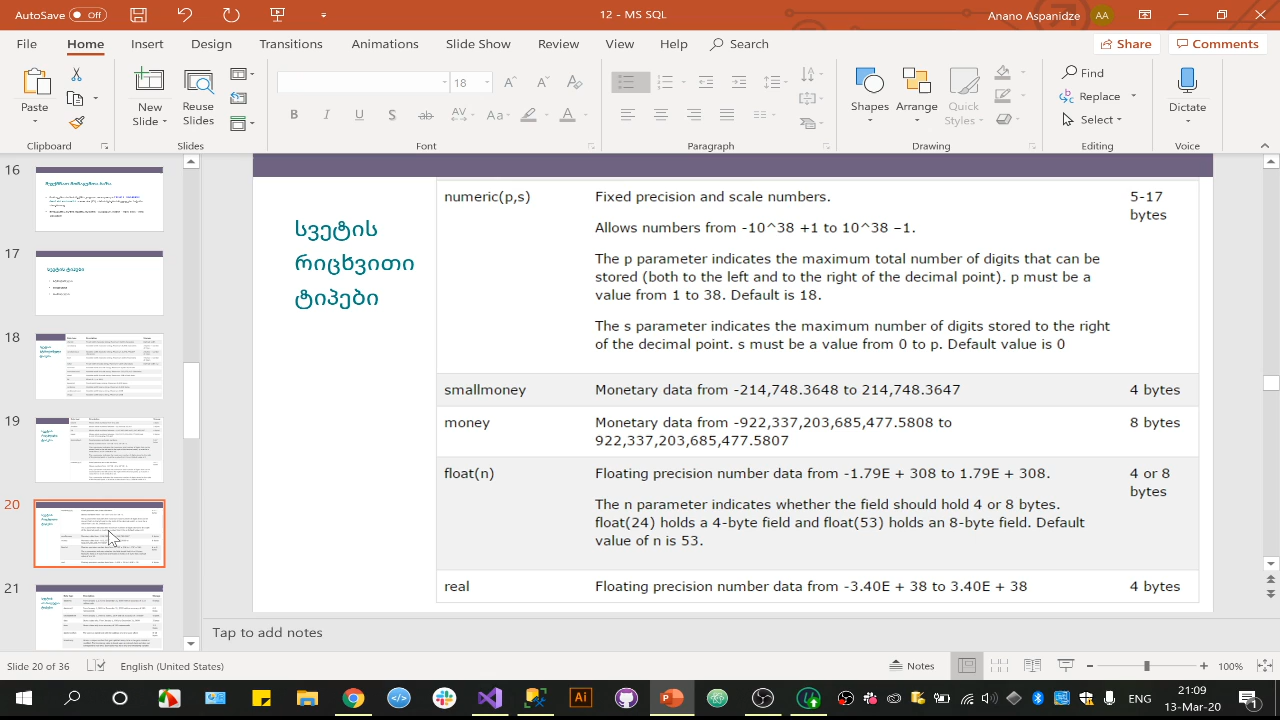 AutoSave Off
12 - MS SQL
Anano Aspanidze AA
File Home Insert Design Transitions Animations Slide Show Review View Help Search
Share Comments
Paste
New Slide
Reuse Slides
18
Shapes Arrange Quick Styles
Find
Replace
Select
Dictate
Clipboard Slides Font Paragraph Drawing Editing Voice
16
17
სვეტის ტიპები
18
19
20
21
სვეტის
რიცხვითი
ტიპები
numeric(p,s) Fixed precision and scale numbers. 5-17
bytes
Allows numbers from -10^38 +1 to 10^38 –1.
The p parameter indicates the maximum total number of digits that can be
stored (both to the left and to the right of the decimal point). p must be a
value from 1 to 38. Default is 18.
The s parameter indicates the maximum number of digits stored to the right
of the decimal point. s must be a value from 0 to p. Default value is 0
smallmoney Monetary data from -214,748.3648 to 214,748.3647 4 bytes
money Monetary data from -922,337,203,685,477.5808 to 8 bytes
922,337,203,685,477.5807
float(n) Floating precision number data from -1.79E + 308 to 1.79E + 308. 4 or 8
bytes
The n parameter indicates whether the field should hold 4 or 8 bytes.
float(24) holds a 4-byte field and float(53) holds an 8-byte field. Default
value of n is 53.
real Floating precision number data from -3.40E + 38 to 3.40E + 38. 4 bytes
Tap to add notes
Slide 20 of 36 English (United States) Notes 100%
ENG
21:09
13-Mar-20
1